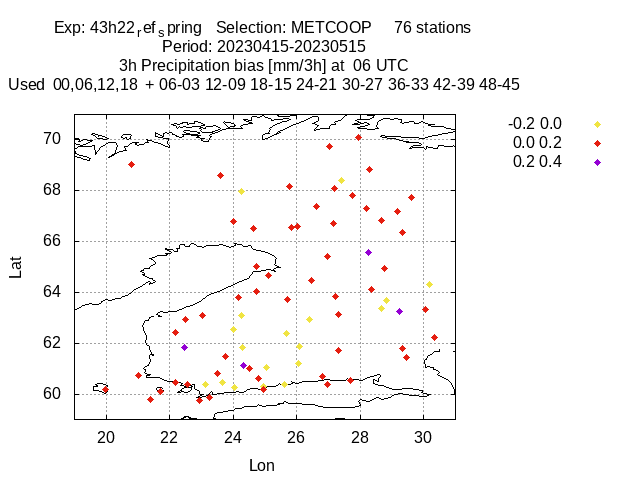 Exp: 43h22ref spring   Selection: METCOOP     76 stations
Period: 20230415-20230515
3h Precipitation bias [mm/3h] at  06 UTC
Used  00,06,12,18  + 06-03 12-09 18-15 24-21 30-27 36-33 42-39 48-45
-0.2 0.0
0.0 0.2
0.2 0.4
70
68
66
64
62
60
Lat
20 22 24 26 28 30
Lon